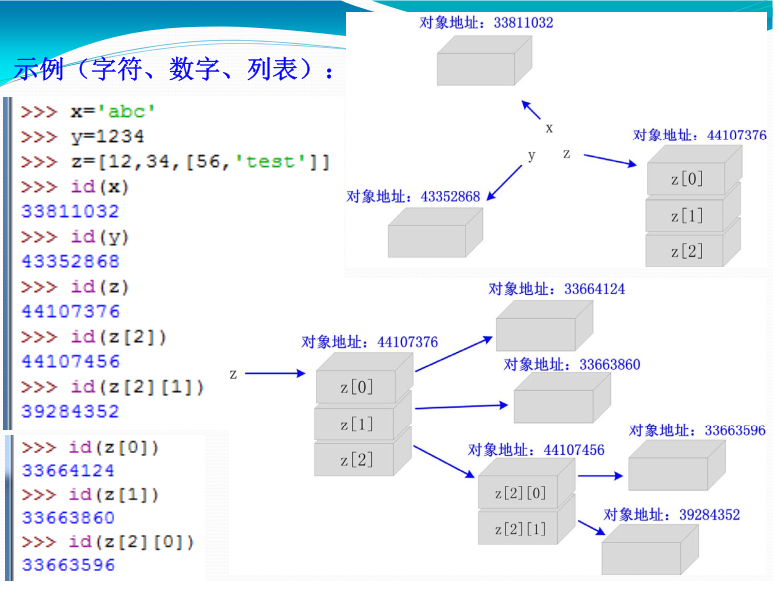 示例（字符、数字、列表）：
>>> x='abc'
>>> y=1234
>>> z=[12,34,[56,'test']]
>>> id(x)
33811032
>>> id(y)
43352868
>>> id(z)
44107376
>>> id(z[2])
44107456
>>> id(z[2][1])
39284352
>>> id(z[0])
33664124
>>> id(z[1])
33663860
>>> id(z[2][0])
33663596
对象地址：33811032
x
y
z
对象地址：44107376
z[0]
z[1]
z[2]
对象地址：43352868
对象地址：33664124
对象地址：44107376
z
z[0]
z[1]
z[2]
对象地址：33663860
对象地址：33663596
对象地址：44107456
z[2][0]
z[2][1]
对象地址：39284352